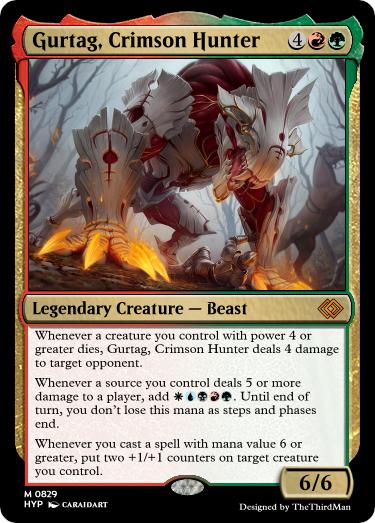 Gurtag, Crimson Hunter 4
Legendary Creature — Beast
Whenever a creature you control with power 4 or
greater dies, Gurtag, Crimson Hunter deals 4 damage
to target opponent.
Whenever a source you control deals 5 or more
damage to a player, add. Until end
of turn, you don't lose this mana as steps and phases
end.
Whenever you cast a spell with mana value 6 or
greater, put two +1/+1 counters on target creature
you control.
6/6
M 0829
HYP CARAIDART
Designed by TheThirdMan